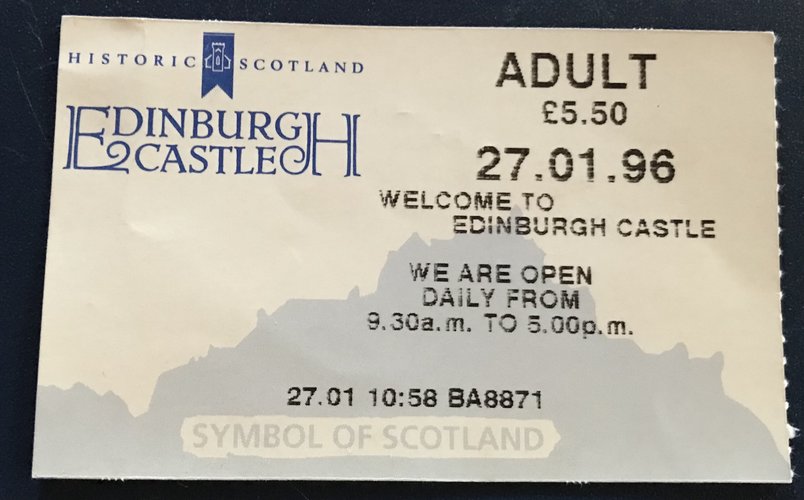 HISTORIC SCOTLAND
EDINBURGH
CASTLE
ADULT
£5.50
27.01.96
WELCOME TO
EDINBURGH CASTLE
WE ARE OPEN
DAILY FROM
9.30a.m. TO 5.00p.m.
27.01 10:58 BA8871
SYMBOL OF SCOTLAND